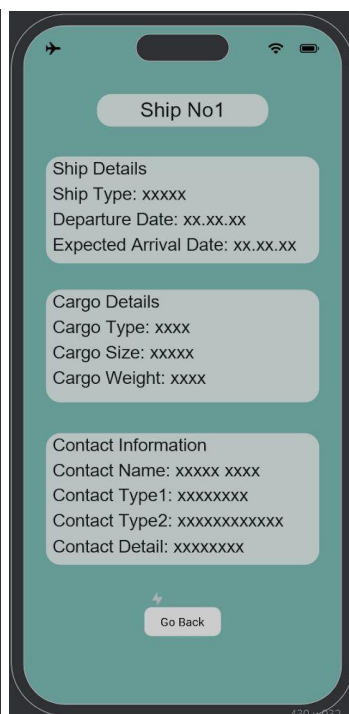 Ship No1
Ship Details
Ship Type: xxxxx
Departure Date: xx.xx.xx
Expected Arrival Date: xx.xx.xx
Cargo Details
Cargo Type: xxxx
Cargo Size: xxxxx
Cargo Weight: xxxx
Contact Information
Contact Name: xxxxx xxxx
Contact Type1: xxxxxxxx
Contact Type2: xxxxxxxxxxxx
Contact Detail: xxxxxxxx
Go Back
430 x 932